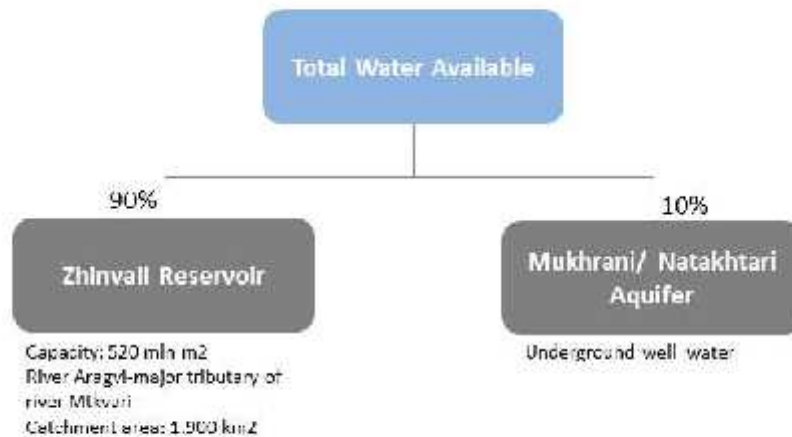 Total Water Available
90%
10%
Zhinvali Reservoir
Mukhrani/ Natakhtari
Aquifer
Capacity: 520 mln m2
River Aragvi-major tributary of
river Mtkvari
Catchment area: 1.900 km2
Underground well water